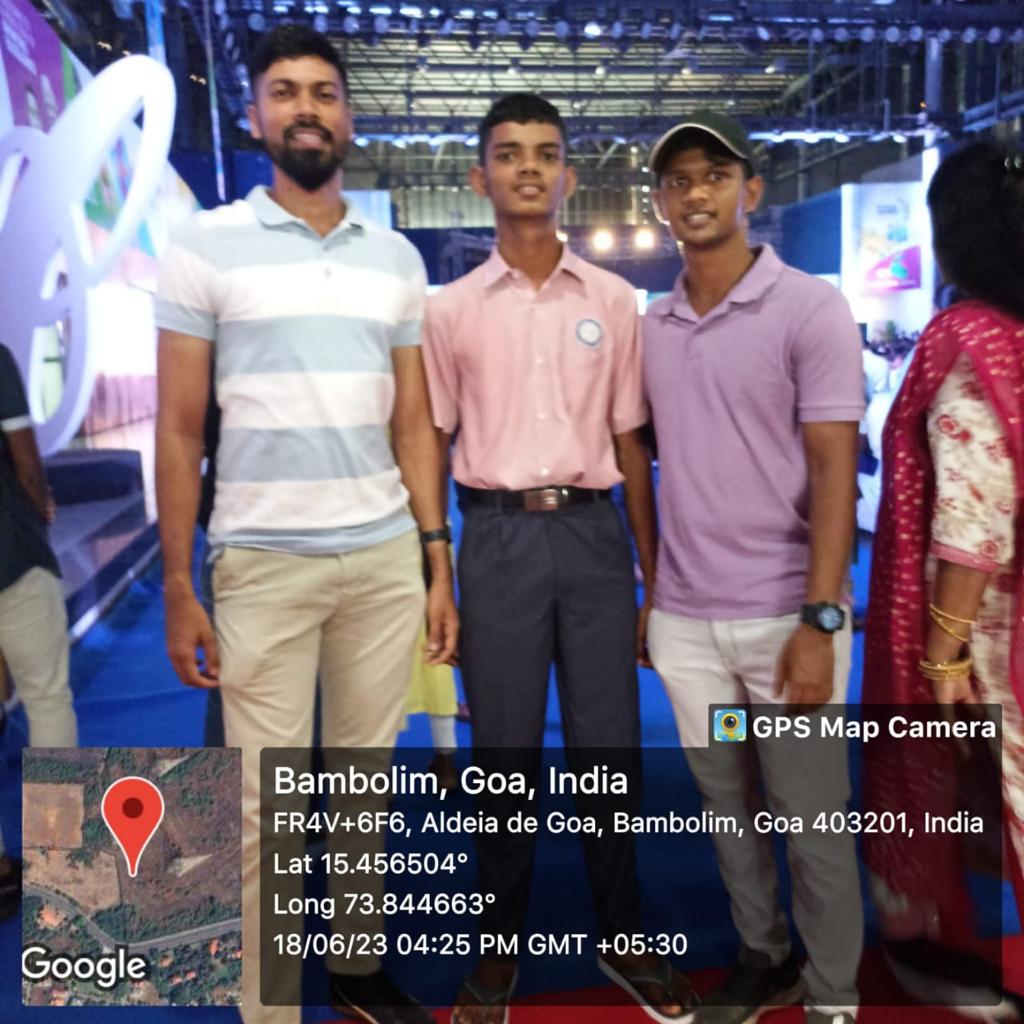 GPS Map Camera
Bambolim, Goa, India
FR4V+6F6, Aldeia de Goa, Bambolim, Goa 403201, India
Lat 15.456504°
Long 73.844663°
18/06/23 04:25 PM GMT +05:30
Google